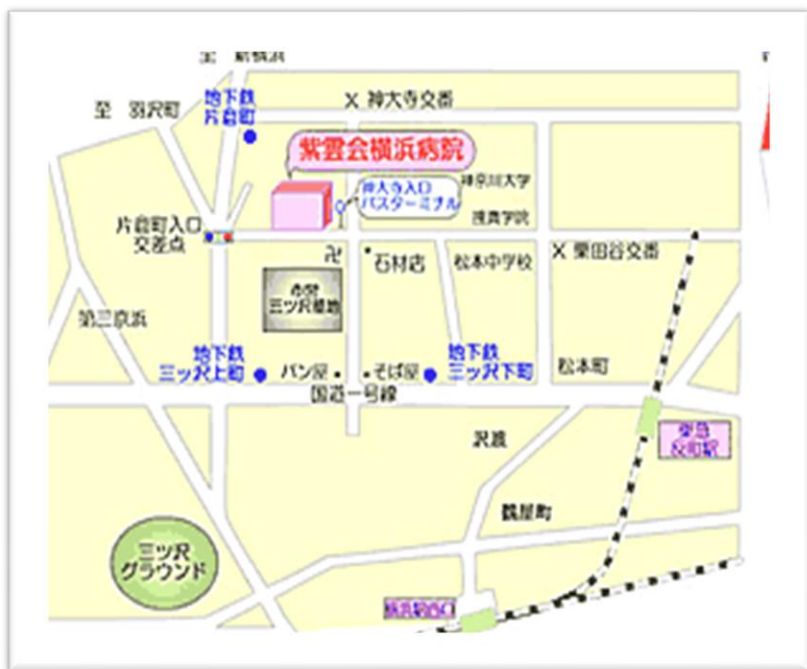 至
至 羽沢町
地下鉄
片倉町
X 神大寺交番
紫雲会横浜病院
神大寺入口
バスターミナル
神奈川大学
捜真学院
片倉町入口
交差点
卍
石材店
松本中学校
X 栗田谷交番
市営
三ツ沢墓地
第三京浜
地下鉄
三ッ沢上町
パン屋
そば屋
地下鉄
三ッ沢下町
松本町
国道一号線
東急
反町駅
沢渡
鶴屋町
三ツ沢
グラウンド
横浜駅西口